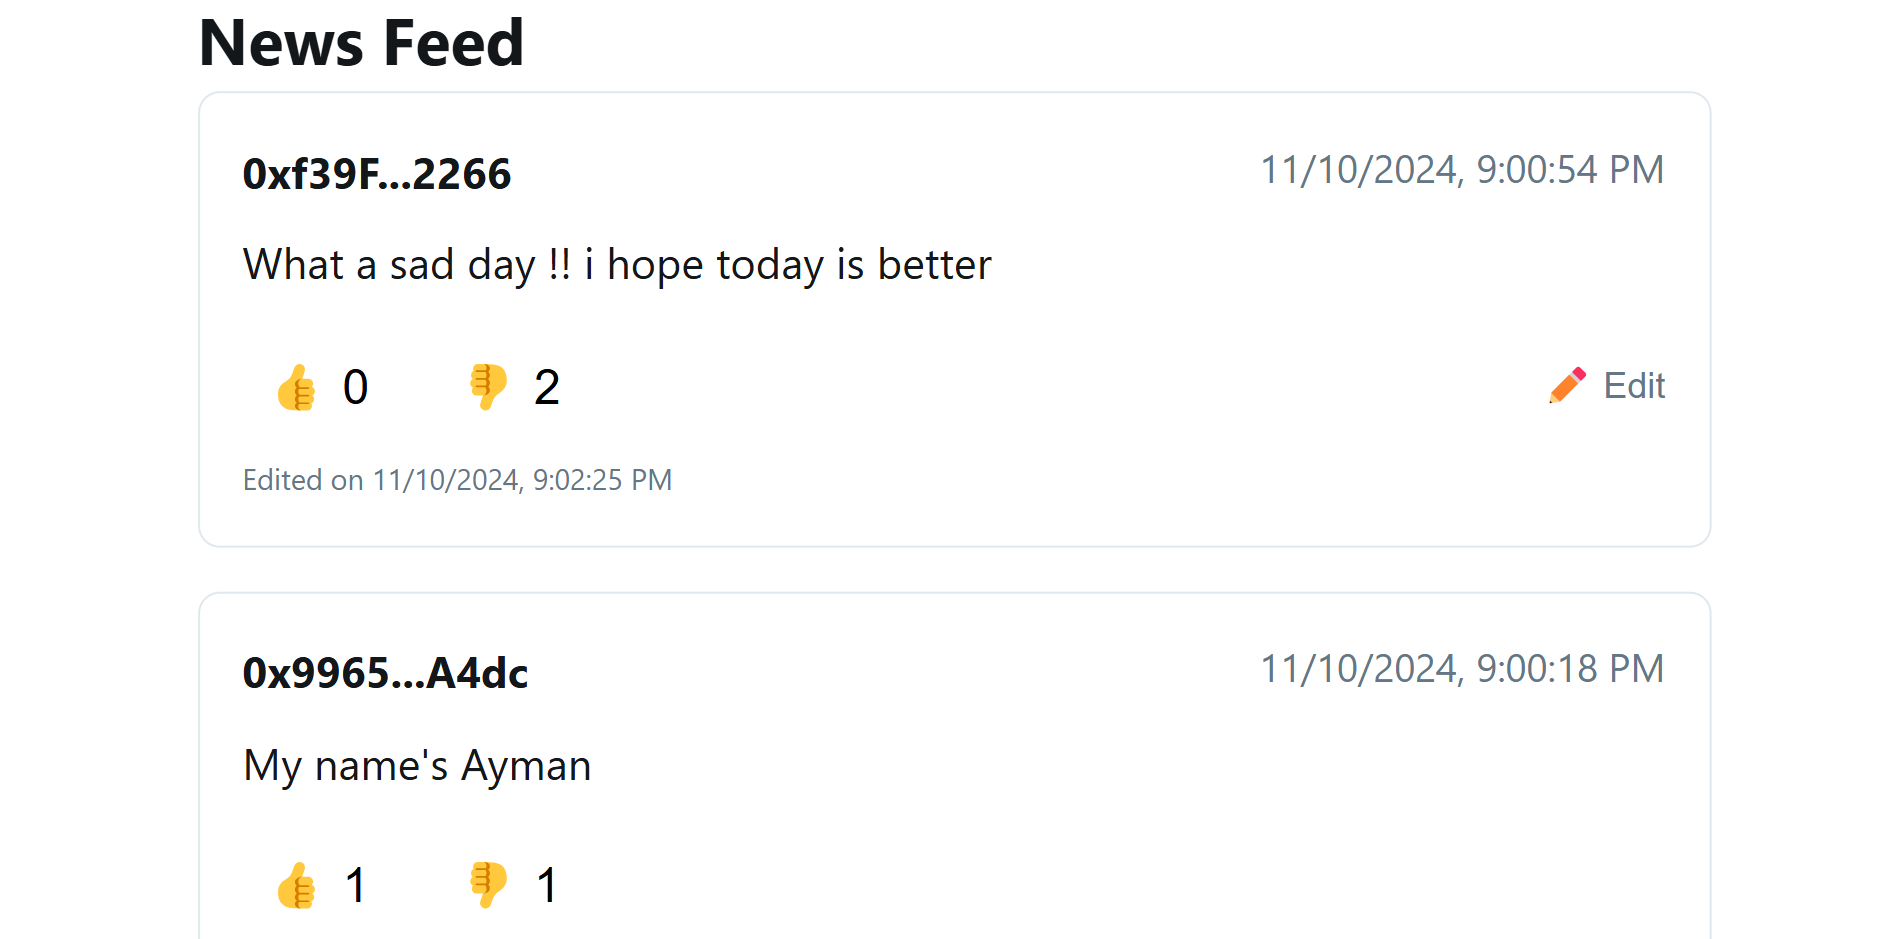 News Feed
0xf39F...2266
11/10/2024, 9:00:54 PM
What a sad day !! i hope today is better
👍 0 👎 2
✏️ Edit
Edited on 11/10/2024, 9:02:25 PM
0x9965...A4dc
11/10/2024, 9:00:18 PM
My name's Ayman
👍 1 👎 1